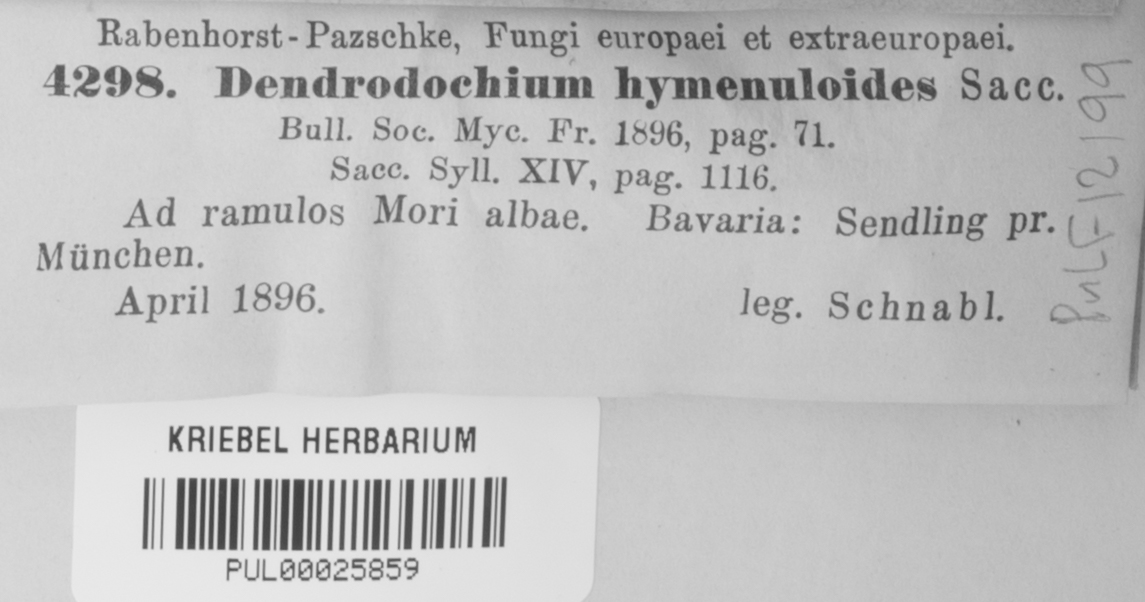 Rabenhorst-Pazschke, Fungi europaei et extraeuropaei.
4298. Dendrodochium hymenuloides Sacc.
Bull. Soc. Myc. Fr. 1896, pag. 71.
Sacc. Syll. XIV, pag. 1116.
Ad ramulos Mori albae. Bavaria: Sendling pr.
München.
April 1896. leg. Schnabl.
PulF12199
KRIEBEL HERBARIUM
PUL00025859